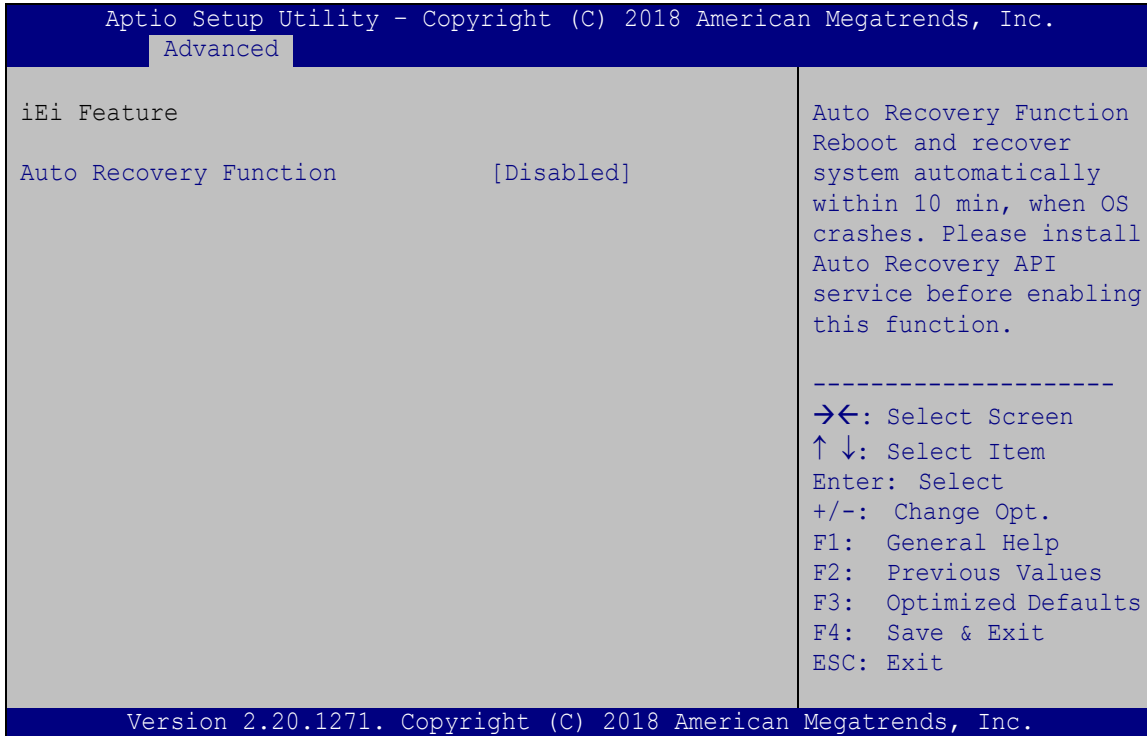 Aptio Setup Utility – Copyright (C) 2018 American Megatrends, Inc.
Advanced
iEi Feature
Auto Recovery Function [Disabled]
Auto Recovery Function
Reboot and recover
system automatically
within 10 min, when OS
crashes. Please install
Auto Recovery API
service before enabling
this function.
---------------------
→←: Select Screen
↑ ↓: Select Item
Enter: Select
+/-: Change Opt.
F1: General Help
F2: Previous Values
F3: Optimized Defaults
F4: Save & Exit
ESC: Exit
Version 2.20.1271. Copyright (C) 2018 American Megatrends, Inc.